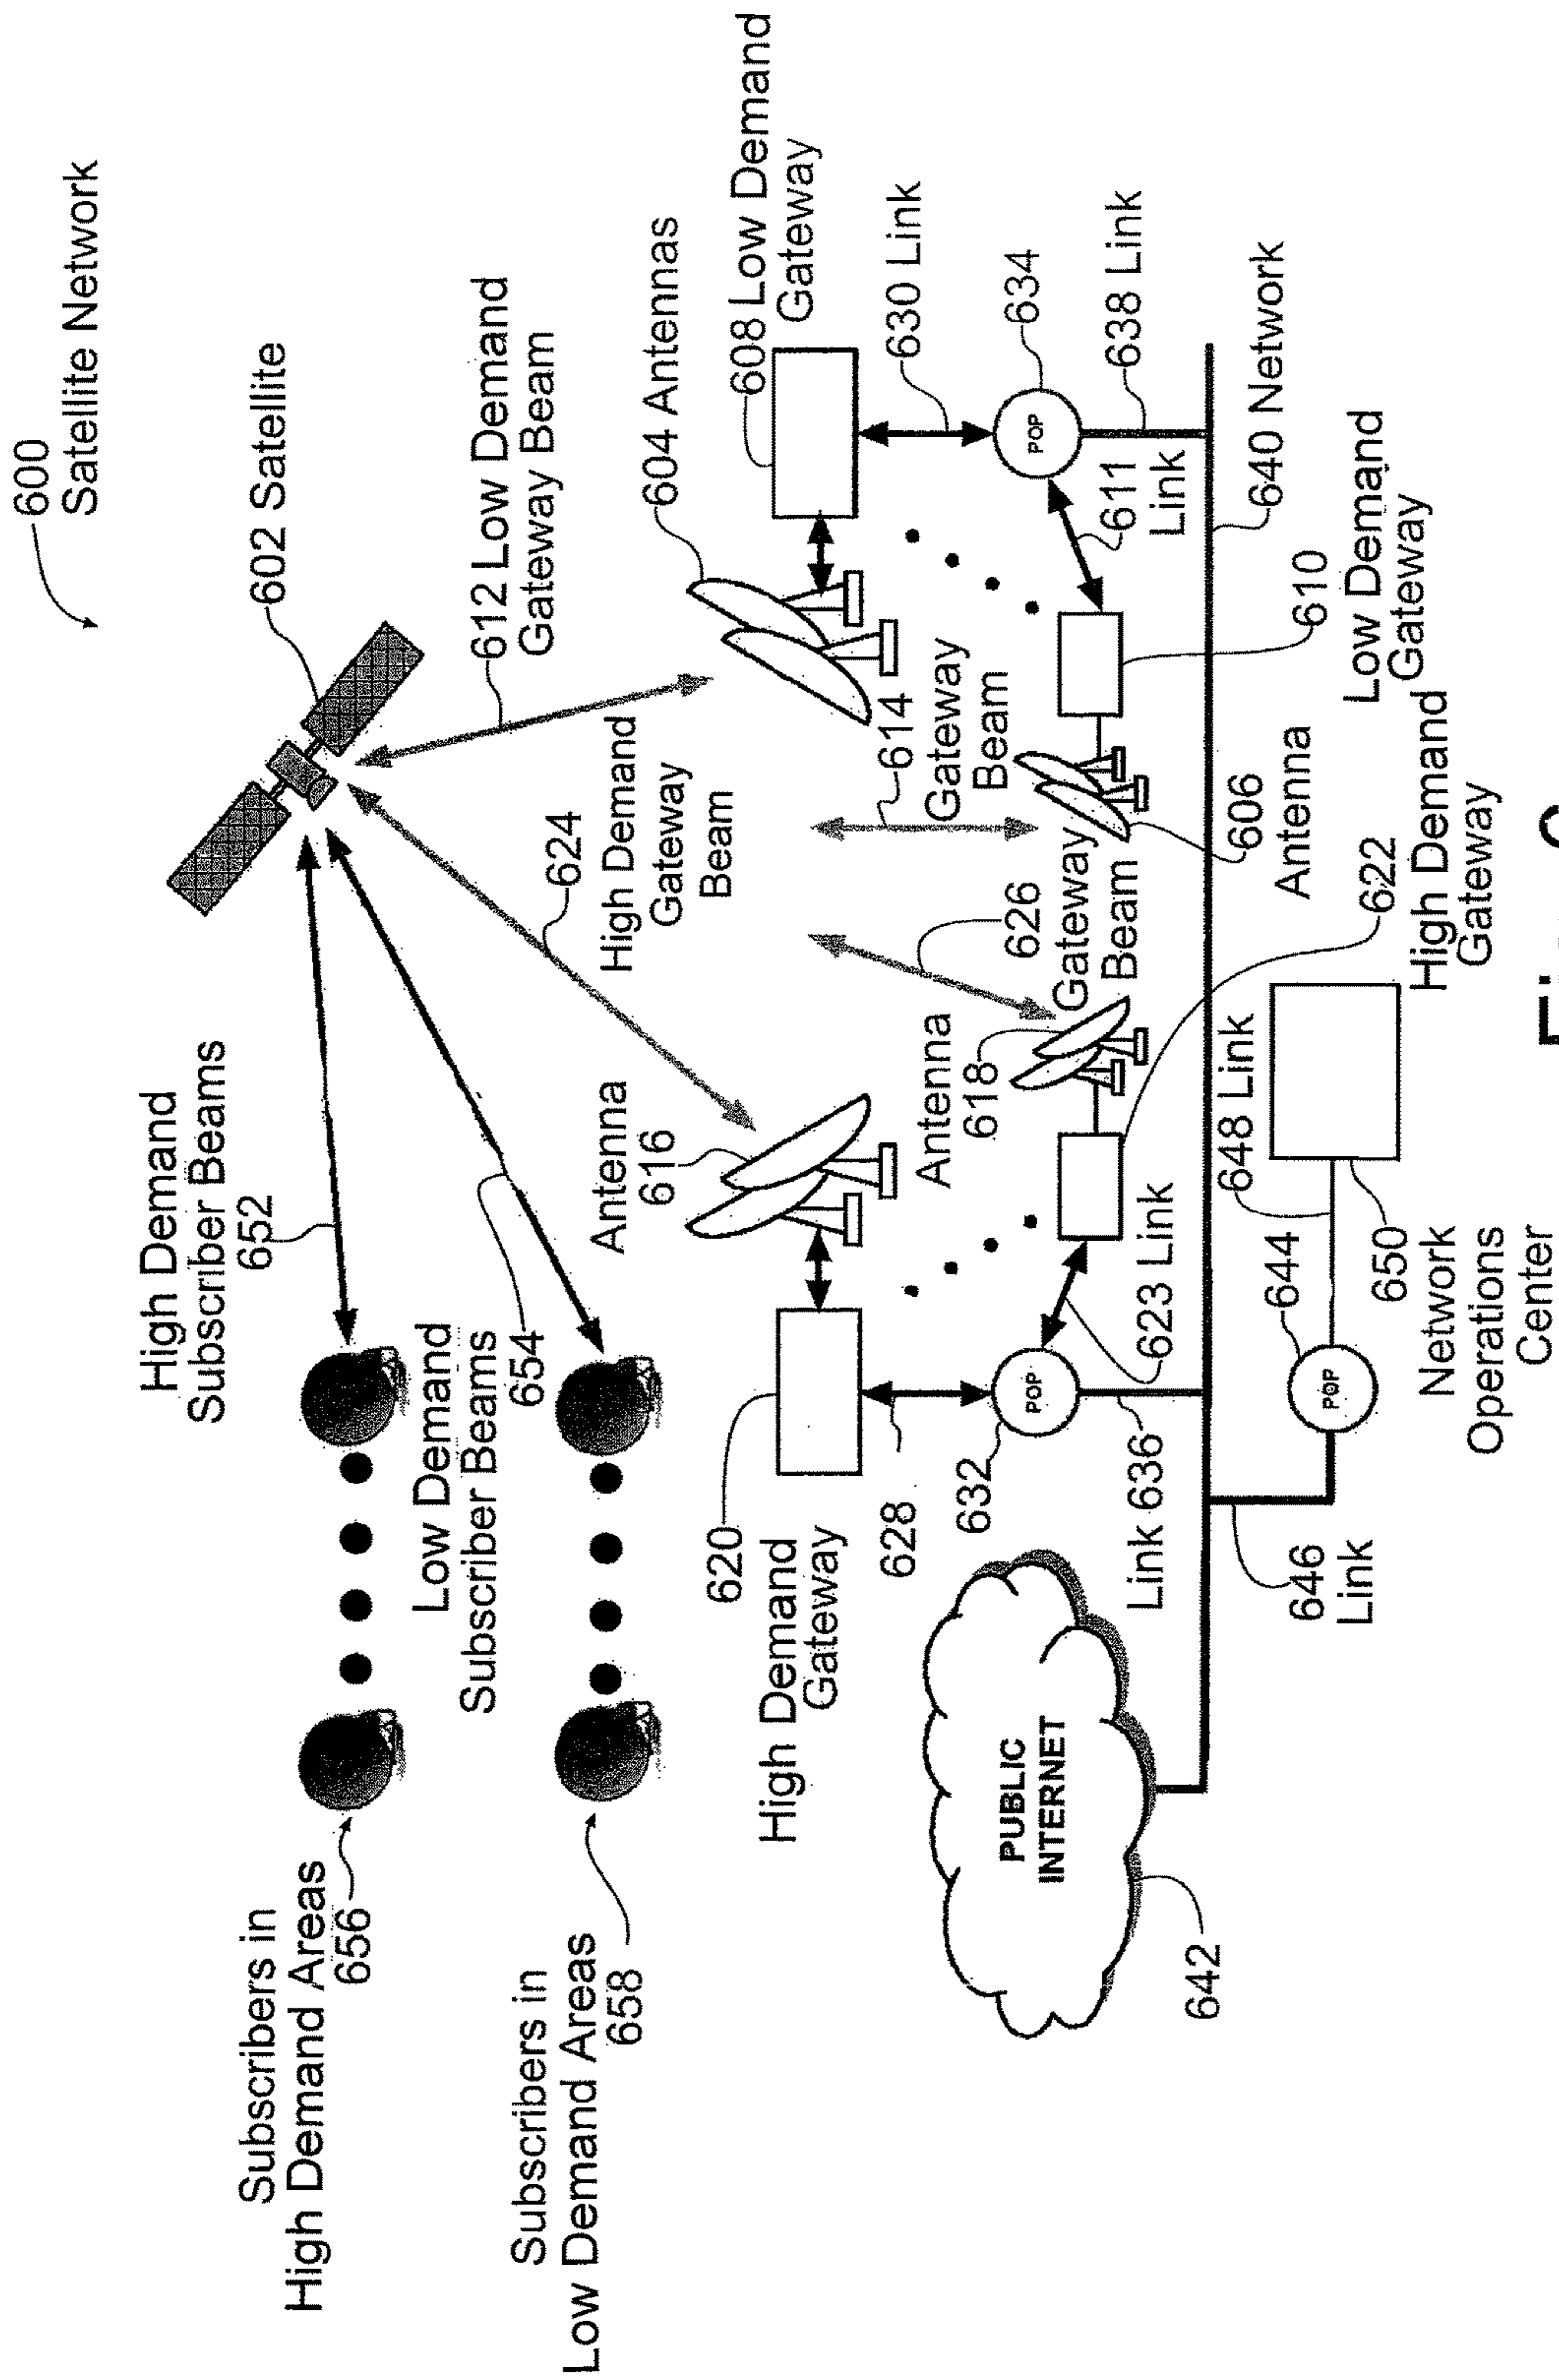 600
Satellite Network
602 Satellite
High Demand
Subscriber Beams
652
Subscribers in
High Demand Areas
656
612 Low Demand
Gateway Beam
Low Demand
Subscriber Beams
654
Subscribers in
Low Demand Areas
658
624
High Demand
Gateway
Beam
Antenna
616
604 Antennas
608 Low Demand
Gateway
620
High Demand
Gateway
614
Gateway
Beam
626
Gateway
Beam
Antenna
618
628
630 Link
632
POP
634
POP
611
Link
623 Link
Link 636
638 Link
PUBLIC
INTERNET
642
606
Antenna
610
Low Demand
Gateway
622
High Demand
Gateway
640 Network
648 Link
644
POP
646
Link
650
Network
Operations
Center